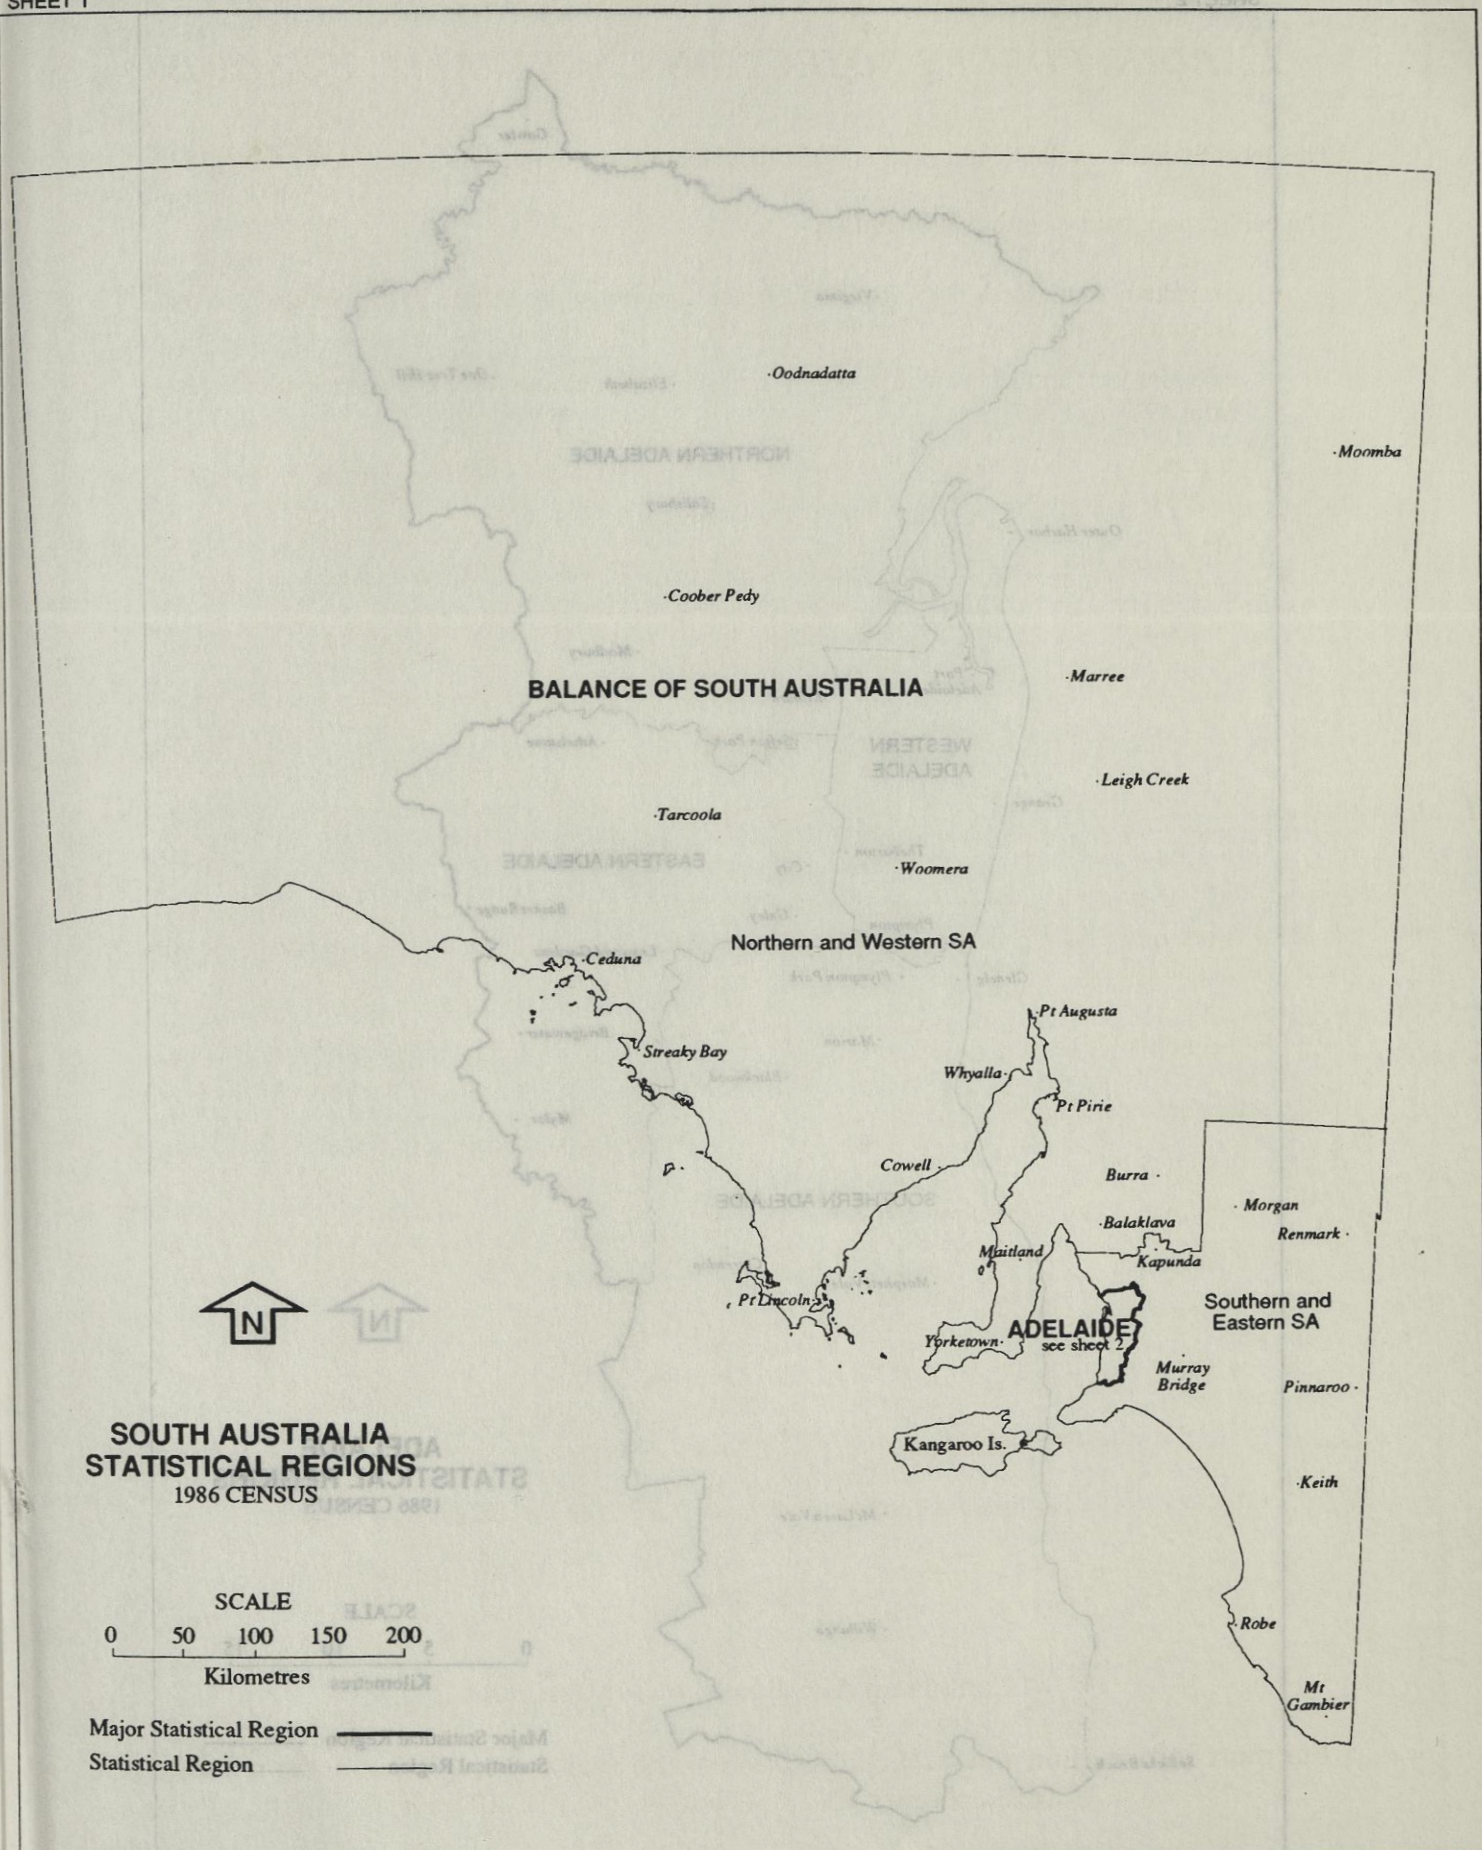 SHEET 1
·Oodnadatta
·Moomba
·Coober Pedy
BALANCE OF SOUTH AUSTRALIA
·Marree
·Leigh Creek
·Tarcoola
·Woomera
Northern and Western SA
·Ceduna
·Pt Augusta
·Streaky Bay
Whyalla·
Pt Pirie
Cowell ·
Burra ·
· Morgan
·Balaklava
Renmark ·
Maitland
Kapunda
Pt Lincoln·
Southern and
Eastern SA
ADELAIDE
see sheet 2
Yorketown·
Murray
Bridge
Pinnaroo ·
Kangaroo Is.
N
SOUTH AUSTRALIA
STATISTICAL REGIONS
1986 CENSUS
·Keith
SCALE
0 50 100 150 200
Kilometres
·Robe
Mt
Gambier
Major Statistical Region
Statistical Region